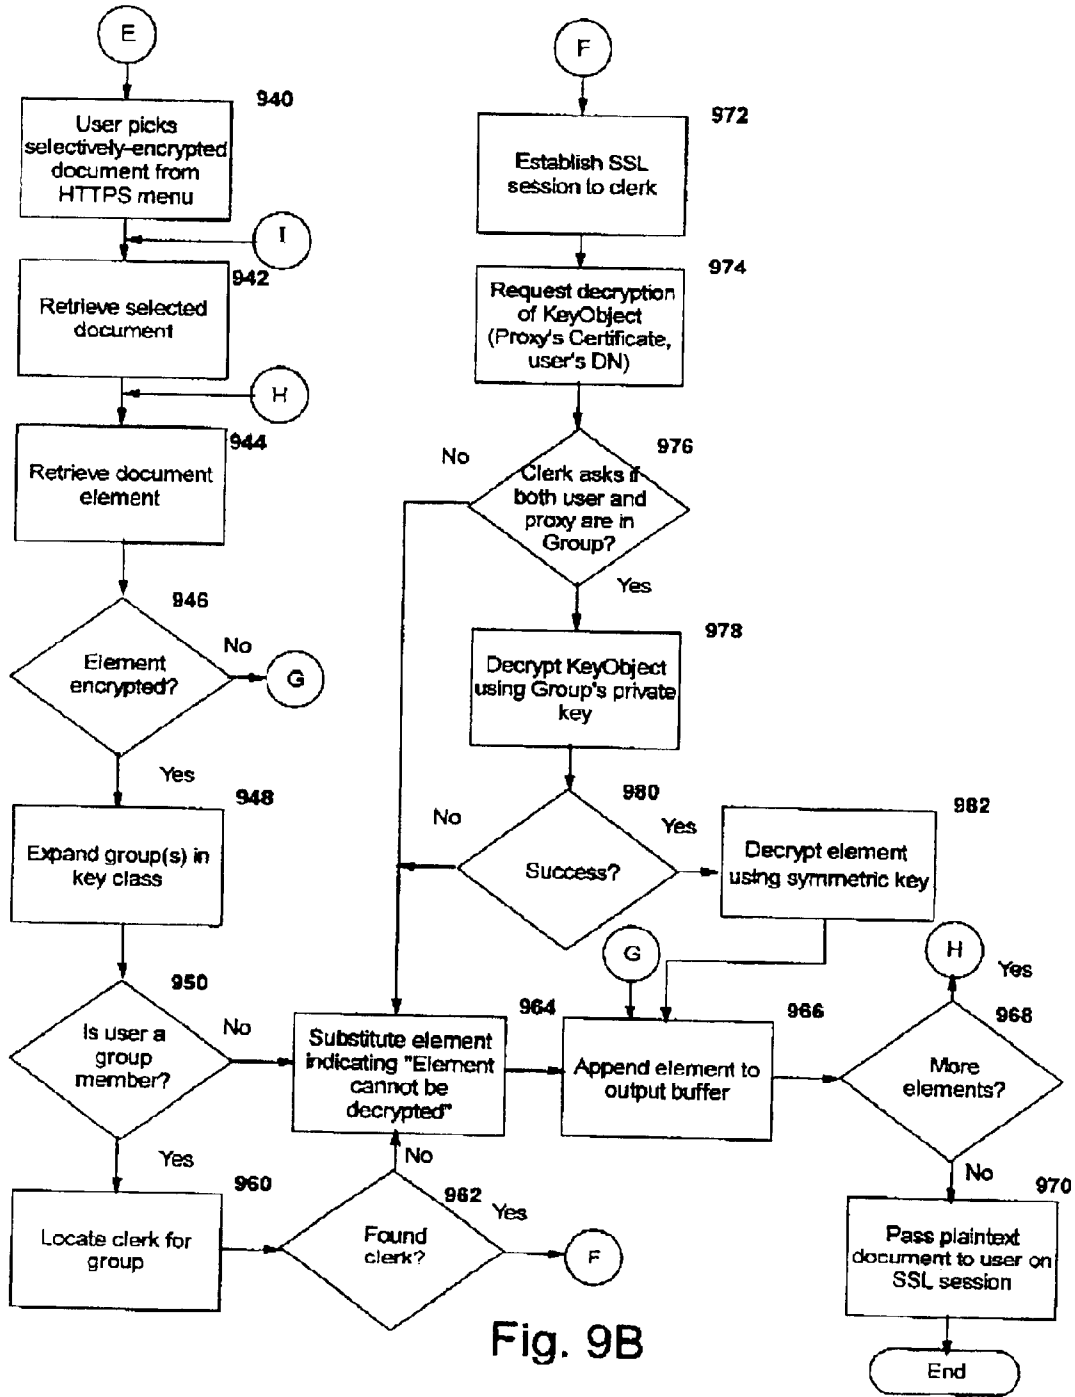 E
940
User picks
selectively-encrypted
document from
HTTPS menu
I
942
Retrieve selected
document
H
944
Retrieve document
element
946
Element
encrypted?
No
G
Yes
948
Expand group(s) in
key class
950
Is user a
group
member?
No
Yes
960
Locate clerk for
group
962
Found
clerk?
No
Yes
F
964
Substitute element
indicating "Element
cannot be
decrypted"
F
972
Establish SSL
session to clerk
974
Request decryption
of KeyObject
(Proxy's Certificate,
user's DN)
976
Clerk asks if
both user and
proxy are in
Group?
No
Yes
978
Decrypt KeyObject
using Group's private
key
980
Success?
No
Yes
982
Decrypt element
using symmetric key
G
966
Append element to
output buffer
H
Yes
968
More
elements?
No
970
Pass plaintext
document to user on
SSL session
End
Fig. 9B